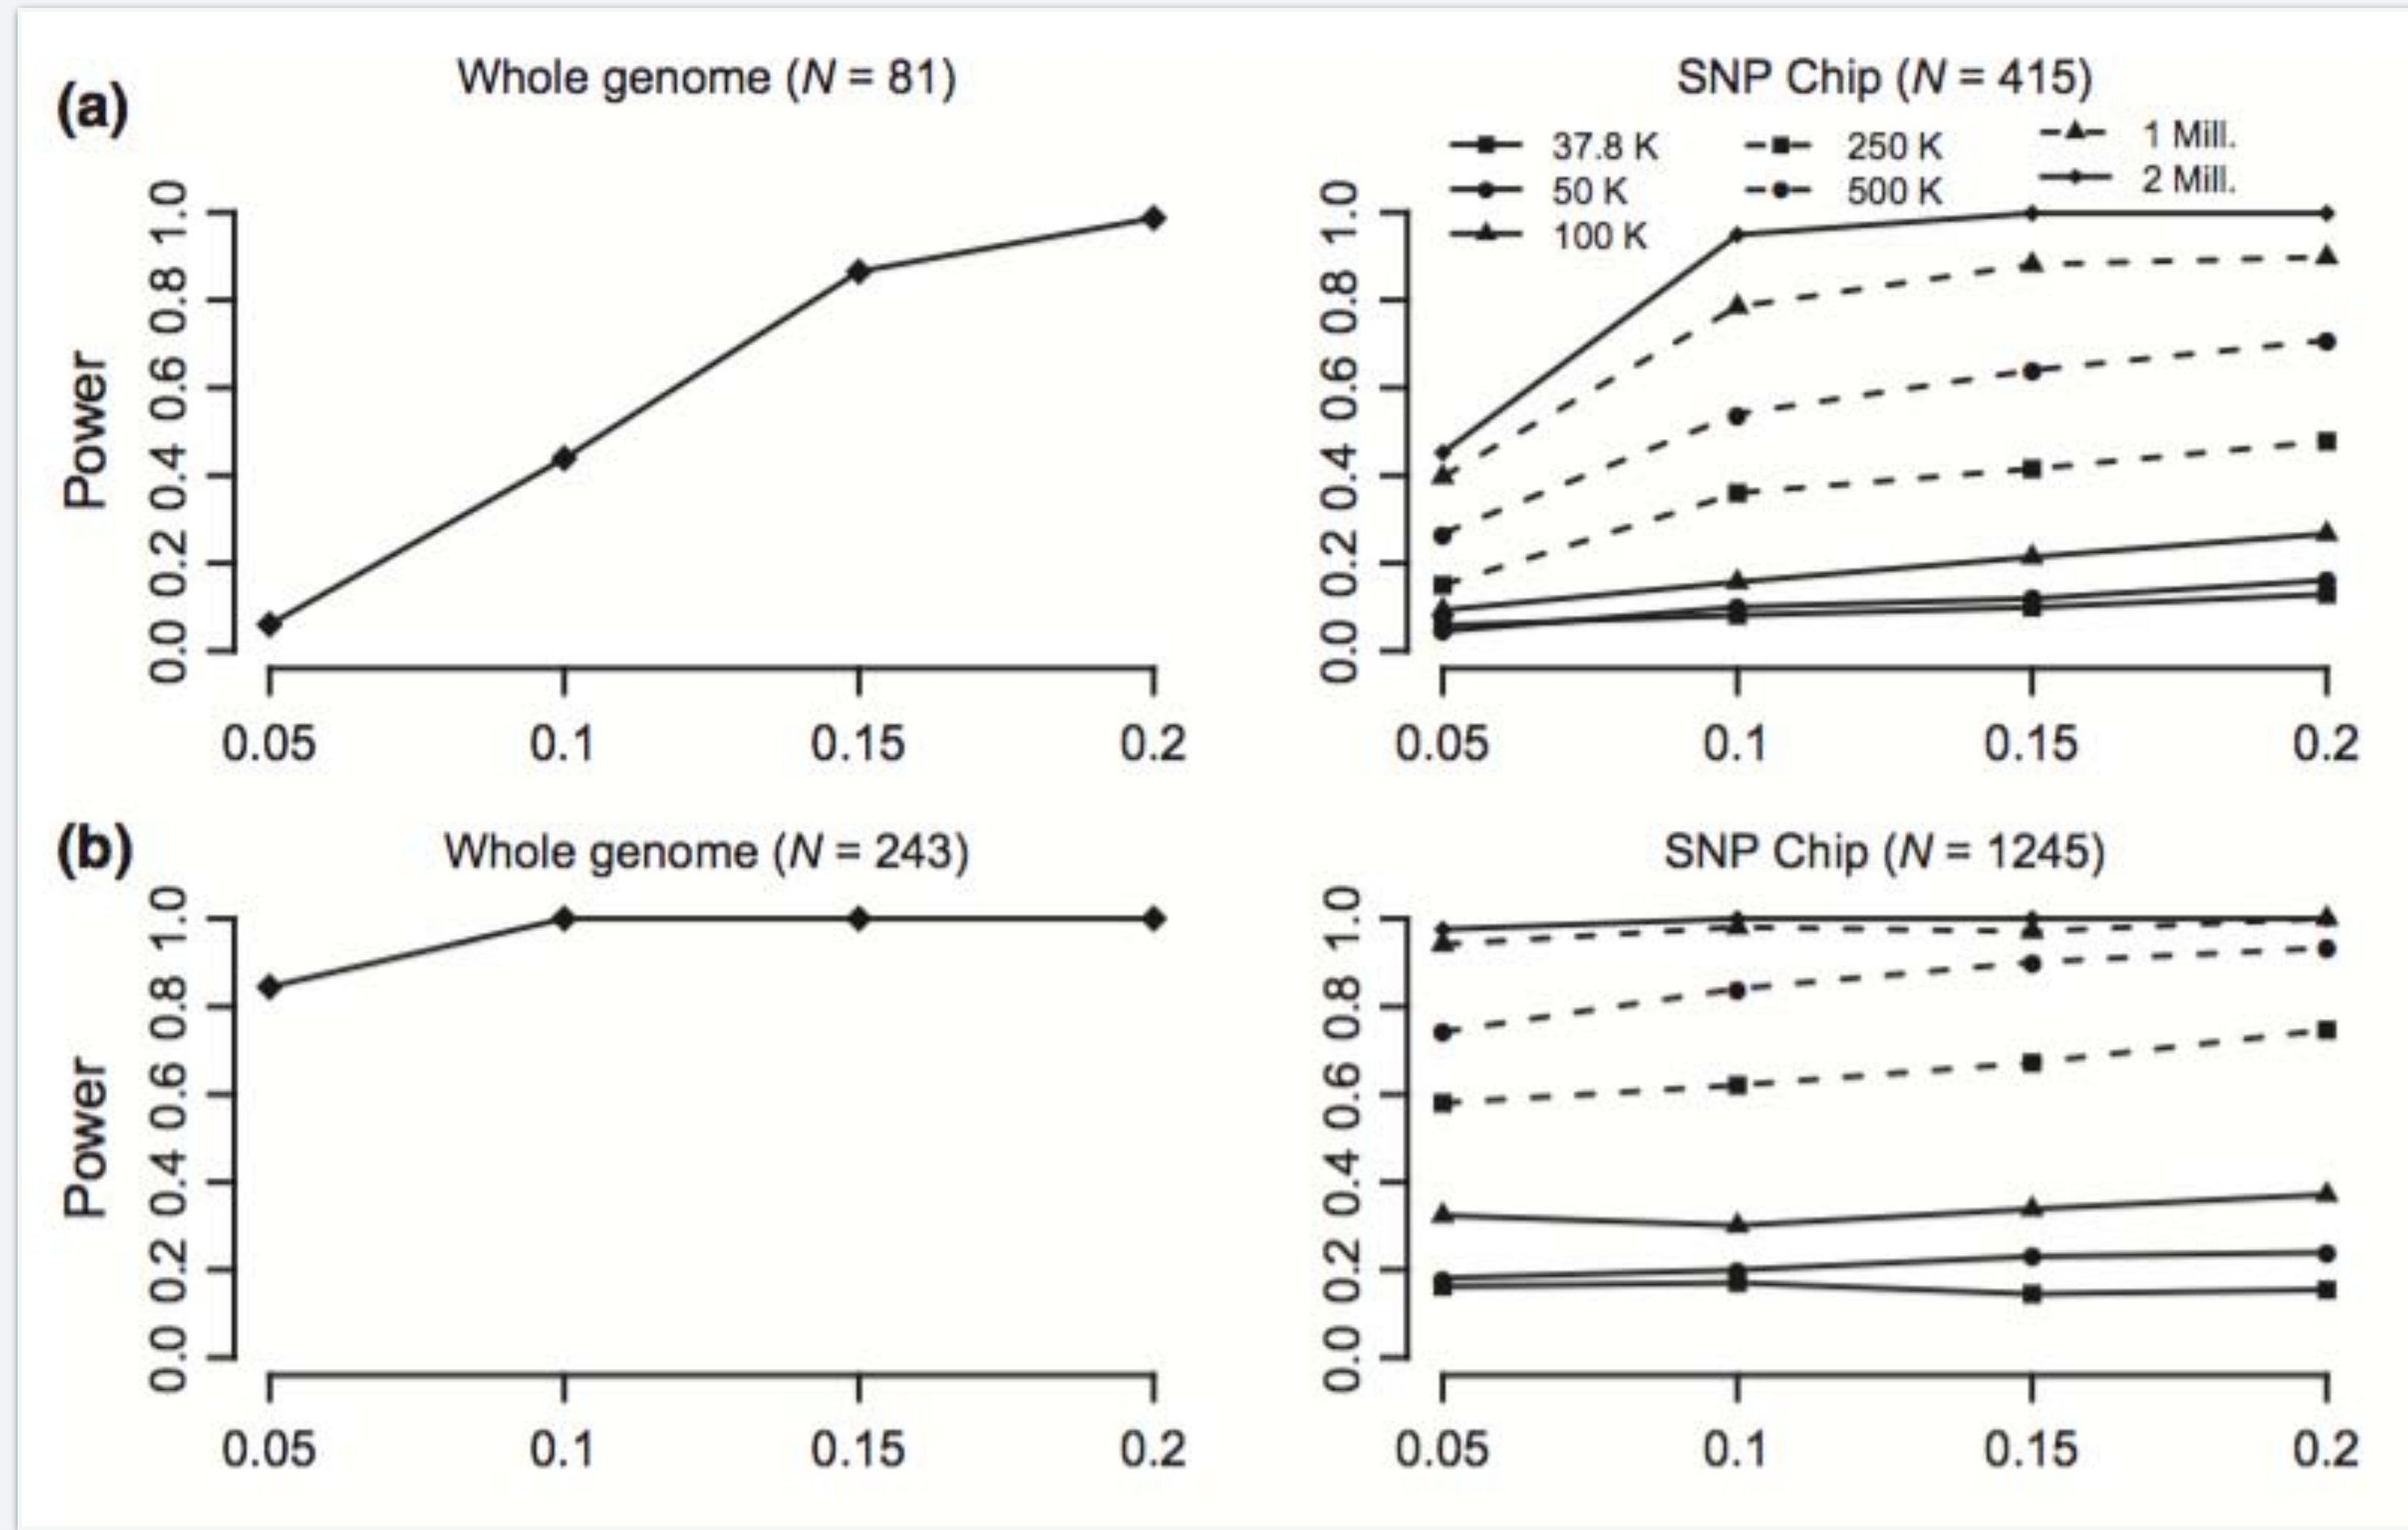 (a)
Whole genome (N = 81)
Power
0.0 0.2 0.4 0.6 0.8 1.0
0.05 0.1 0.15 0.2
SNP Chip (N = 415)
37.8 K
50 K
100 K
250 K
500 K
1 Mill.
2 Mill.
0.0 0.2 0.4 0.6 0.8 1.0
0.05 0.1 0.15 0.2
(b)
Whole genome (N = 243)
Power
0.0 0.2 0.4 0.6 0.8 1.0
0.05 0.1 0.15 0.2
SNP Chip (N = 1245)
0.0 0.2 0.4 0.6 0.8 1.0
0.05 0.1 0.15 0.2